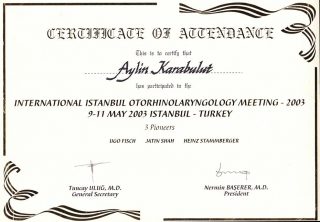 CERTIFICATE OF ATTENDANCE
This is to certify that
Aylin Karabulut
has participated in the
INTERNATIONAL ISTANBUL OTORHINOLARYNGOLOGY MEETING - 2003
9-11 MAY 2003 ISTANBUL - TURKEY
3 Pioneers
UGO FISCH JATIN SHAH HEINZ STAMMBERGER
Tuncay ULUĞ, M.D.
General Secretary
Nermin BAŞERER, M.D.
President